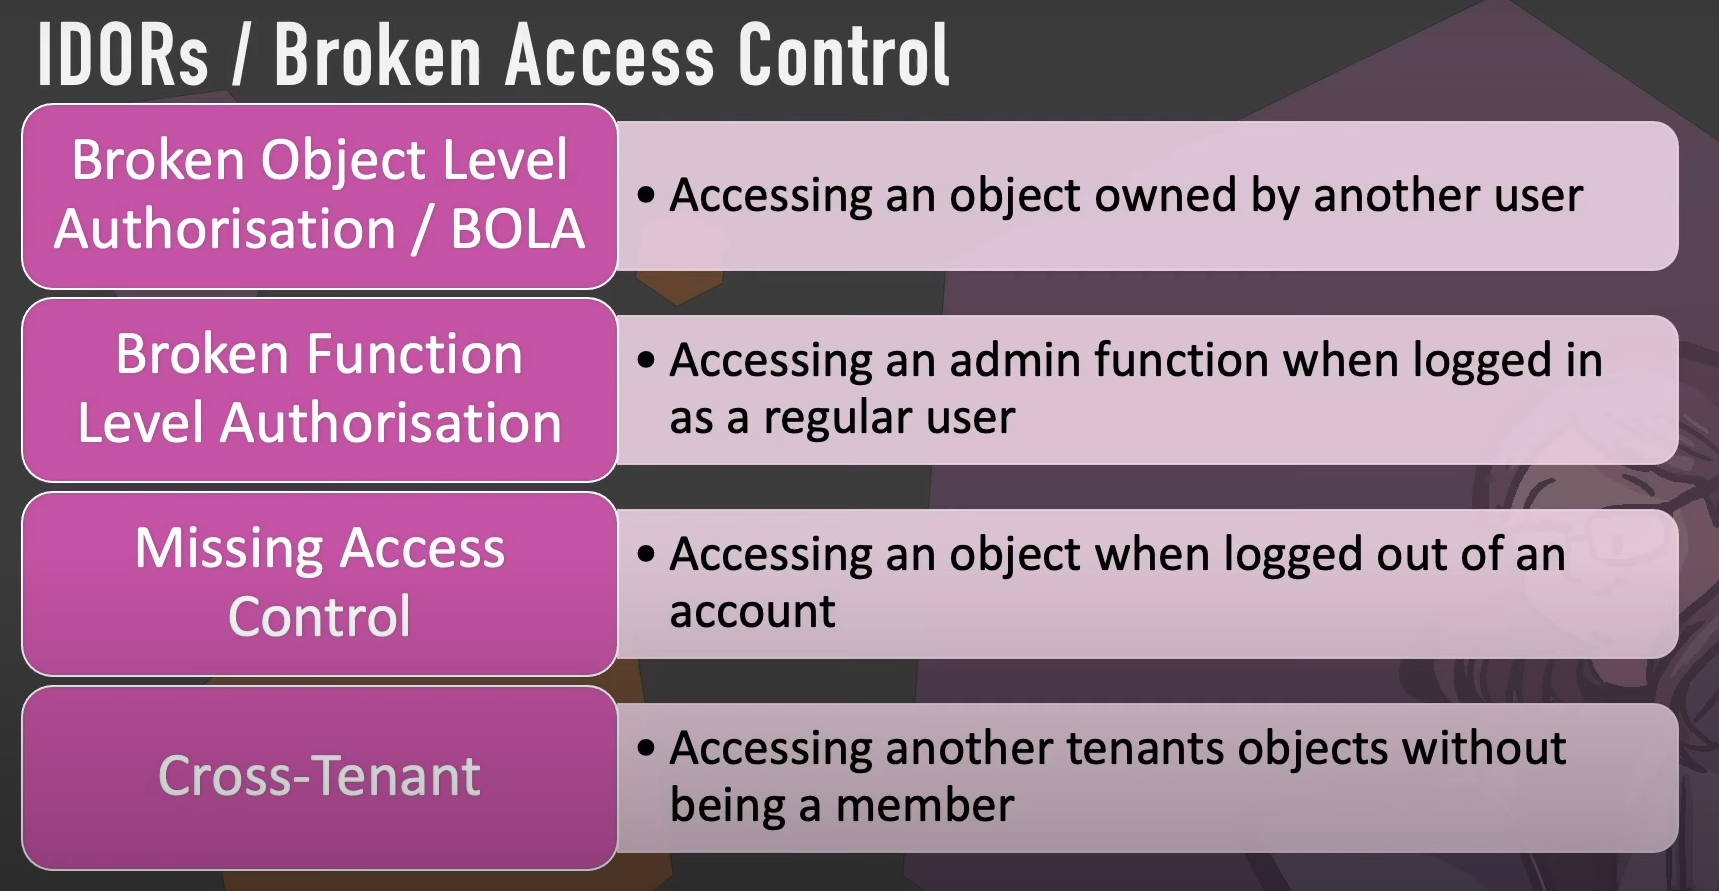 IDORs / Broken Access Control
Broken Object Level
Authorisation / BOLA
• Accessing an object owned by another user
Broken Function
Level Authorisation
• Accessing an admin function when logged in
as a regular user
Missing Access
Control
• Accessing an object when logged out of an
account
Cross-Tenant
• Accessing another tenants objects without
being a member